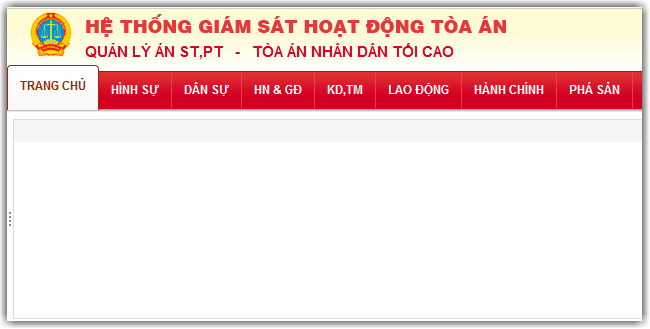 HỆ THỐNG GIÁM SÁT HOẠT ĐỘNG TÒA ÁN
QUẢN LÝ ÁN ST,PT - TÒA ÁN NHÂN DÂN TỐI CAO
TRANG CHỦ HÌNH SỰ DÂN SỰ HN & GĐ KD,TM LAO ĐỘNG HÀNH CHÍNH PHÁ SẢN